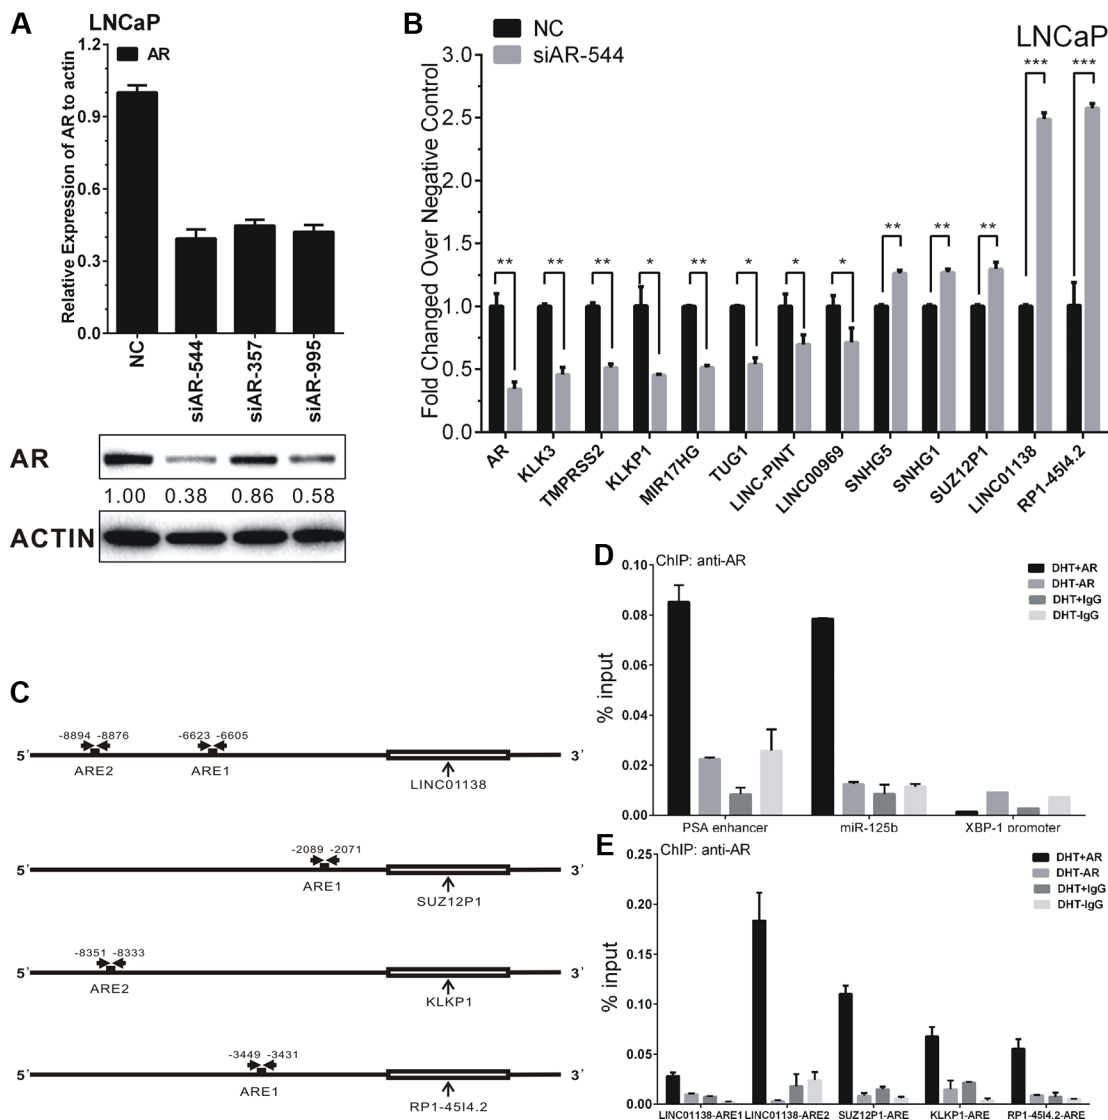 A
LNCaP
AR
Relative Expression of AR to actin
1.2
0.9
0.6
0.3
0.0
NC
siAR-544
siAR-357
siAR-995
AR
1.00 0.38 0.86 0.58
ACTIN
B
NC
siAR-544
LNCaP
Fold Changed Over Negative Control
3.0
2.5
2.0
1.5
1.0
0.5
0.0
** ** ** * ** * * * ** ** ** *** ***
AR
KLK3
TMPRSS2
KLKP1
MIR17HG
TUG1
LINC-PINT
LINC00969
SNHG5
SNHG1
SUZ12P1
LINC01138
RP1-45I4.2
C
-8894 -8876
-6623 -6605
5' 3'
ARE2
ARE1
LINC01138
-2089 -2071
5' 3'
ARE1
SUZ12P1
-8351 -8333
5' 3'
ARE2
KLKP1
-3449 -3431
5' 3'
ARE1
RP1-45I4.2
D
ChIP: anti-AR
DHT+AR
DHT-AR
DHT+IgG
DHT-IgG
% input
0.10
0.08
0.06
0.04
0.02
0.00
PSA enhancer
miR-125b
XBP-1 promoter
E
ChIP: anti-AR
DHT+AR
DHT-AR
DHT+IgG
DHT-IgG
% input
0.25
0.20
0.15
0.10
0.05
0.00
LINC01138-ARE1
LINC01138-ARE2
SUZ12P1-ARE
KLKP1-ARE
RP1-45I4.2-ARE